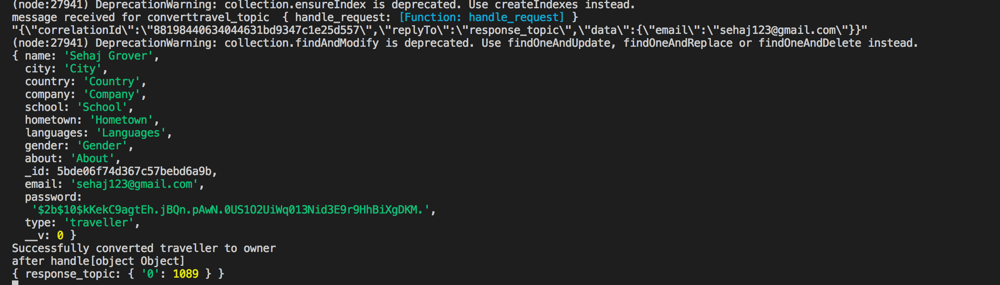 (node:27941) DeprecationWarning: collection.ensureIndex is deprecated. Use createIndexes instead.
message received for converttravel_topic  { handle_request: [Function: handle_request] }
"{\"correlationId\":\"88198440634044631bd9347c1e25d557\",\"replyTo\":\"response_topic\",\"data\":{\"email\":\"sehaj123@gmail.com\"}}"
(node:27941) DeprecationWarning: collection.findAndModify is deprecated. Use findOneAndUpdate, findOneAndReplace or findOneAndDelete instead.
{ name: 'Sehaj Grover',
  city: 'City',
  country: 'Country',
  company: 'Company',
  school: 'School',
  hometown: 'Hometown',
  languages: 'Languages',
  gender: 'Gender',
  about: 'About',
  _id: 5bde06f74d367c57bebd6a9b,
  email: 'sehaj123@gmail.com',
  password:
   '$2b$10$kKekC9agtEh.jBQn.pAwN.0US1O2UiWq013Nid3E9r9HhBiXgDKM.',
  type: 'traveller',
  __v: 0 }
Successfully converted traveller to owner
after handle[object Object]
{ response_topic: { '0': 1089 } }